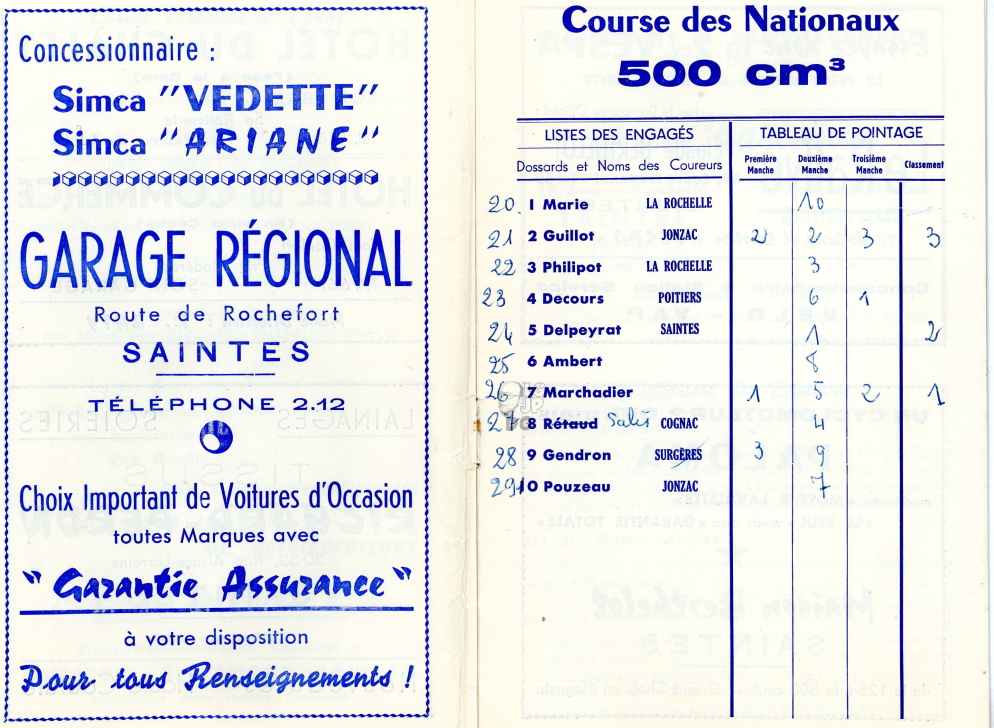 Concessionnaire :
Simca "VEDETTE"
Simca "ARIANE"
GARAGE RÉGIONAL
Route de Rochefort
SAINTES
TÉLÉPHONE 2.12
Choix Important de Voitures d'Occasion
toutes Marques avec
"Garantie Assurance"
à votre disposition
Pour tous Renseignements !
Course des Nationaux
500 cm³
LISTES DES ENGAGÉS TABLEAU DE POINTAGE
Dossards et Noms des Coureurs Première Manche Deuxième Manche Troisième Manche Classement
20 1 Marie LA ROCHELLE 10
21 2 Guillot JONZAC 2 2 3 3
22 3 Philipot LA ROCHELLE 3
23 4 Decours POITIERS 6 1
24 5 Delpeyrat SAINTES 1 2
25 6 Ambert 8
26 7 Marchadier 1 5 2 1
27 8 Rétaud COGNAC 4
28 9 Gendron SURGÈRES 3 9
29 10 Pouzeau JONZAC 7